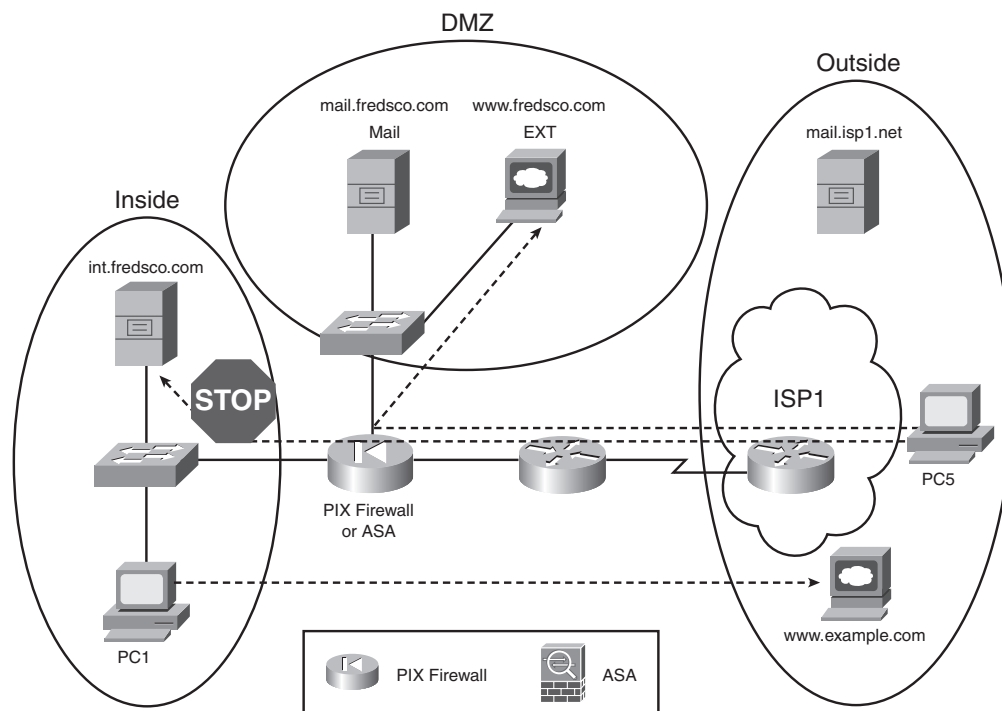 DMZ
Outside
mail.fredsco.com
www.fredsco.com
Mail
EXT
mail.isp1.net
Inside
int.fredsco.com
STOP
ISP1
PC5
PIX Firewall
or ASA
PC1
www.example.com
PIX Firewall
ASA